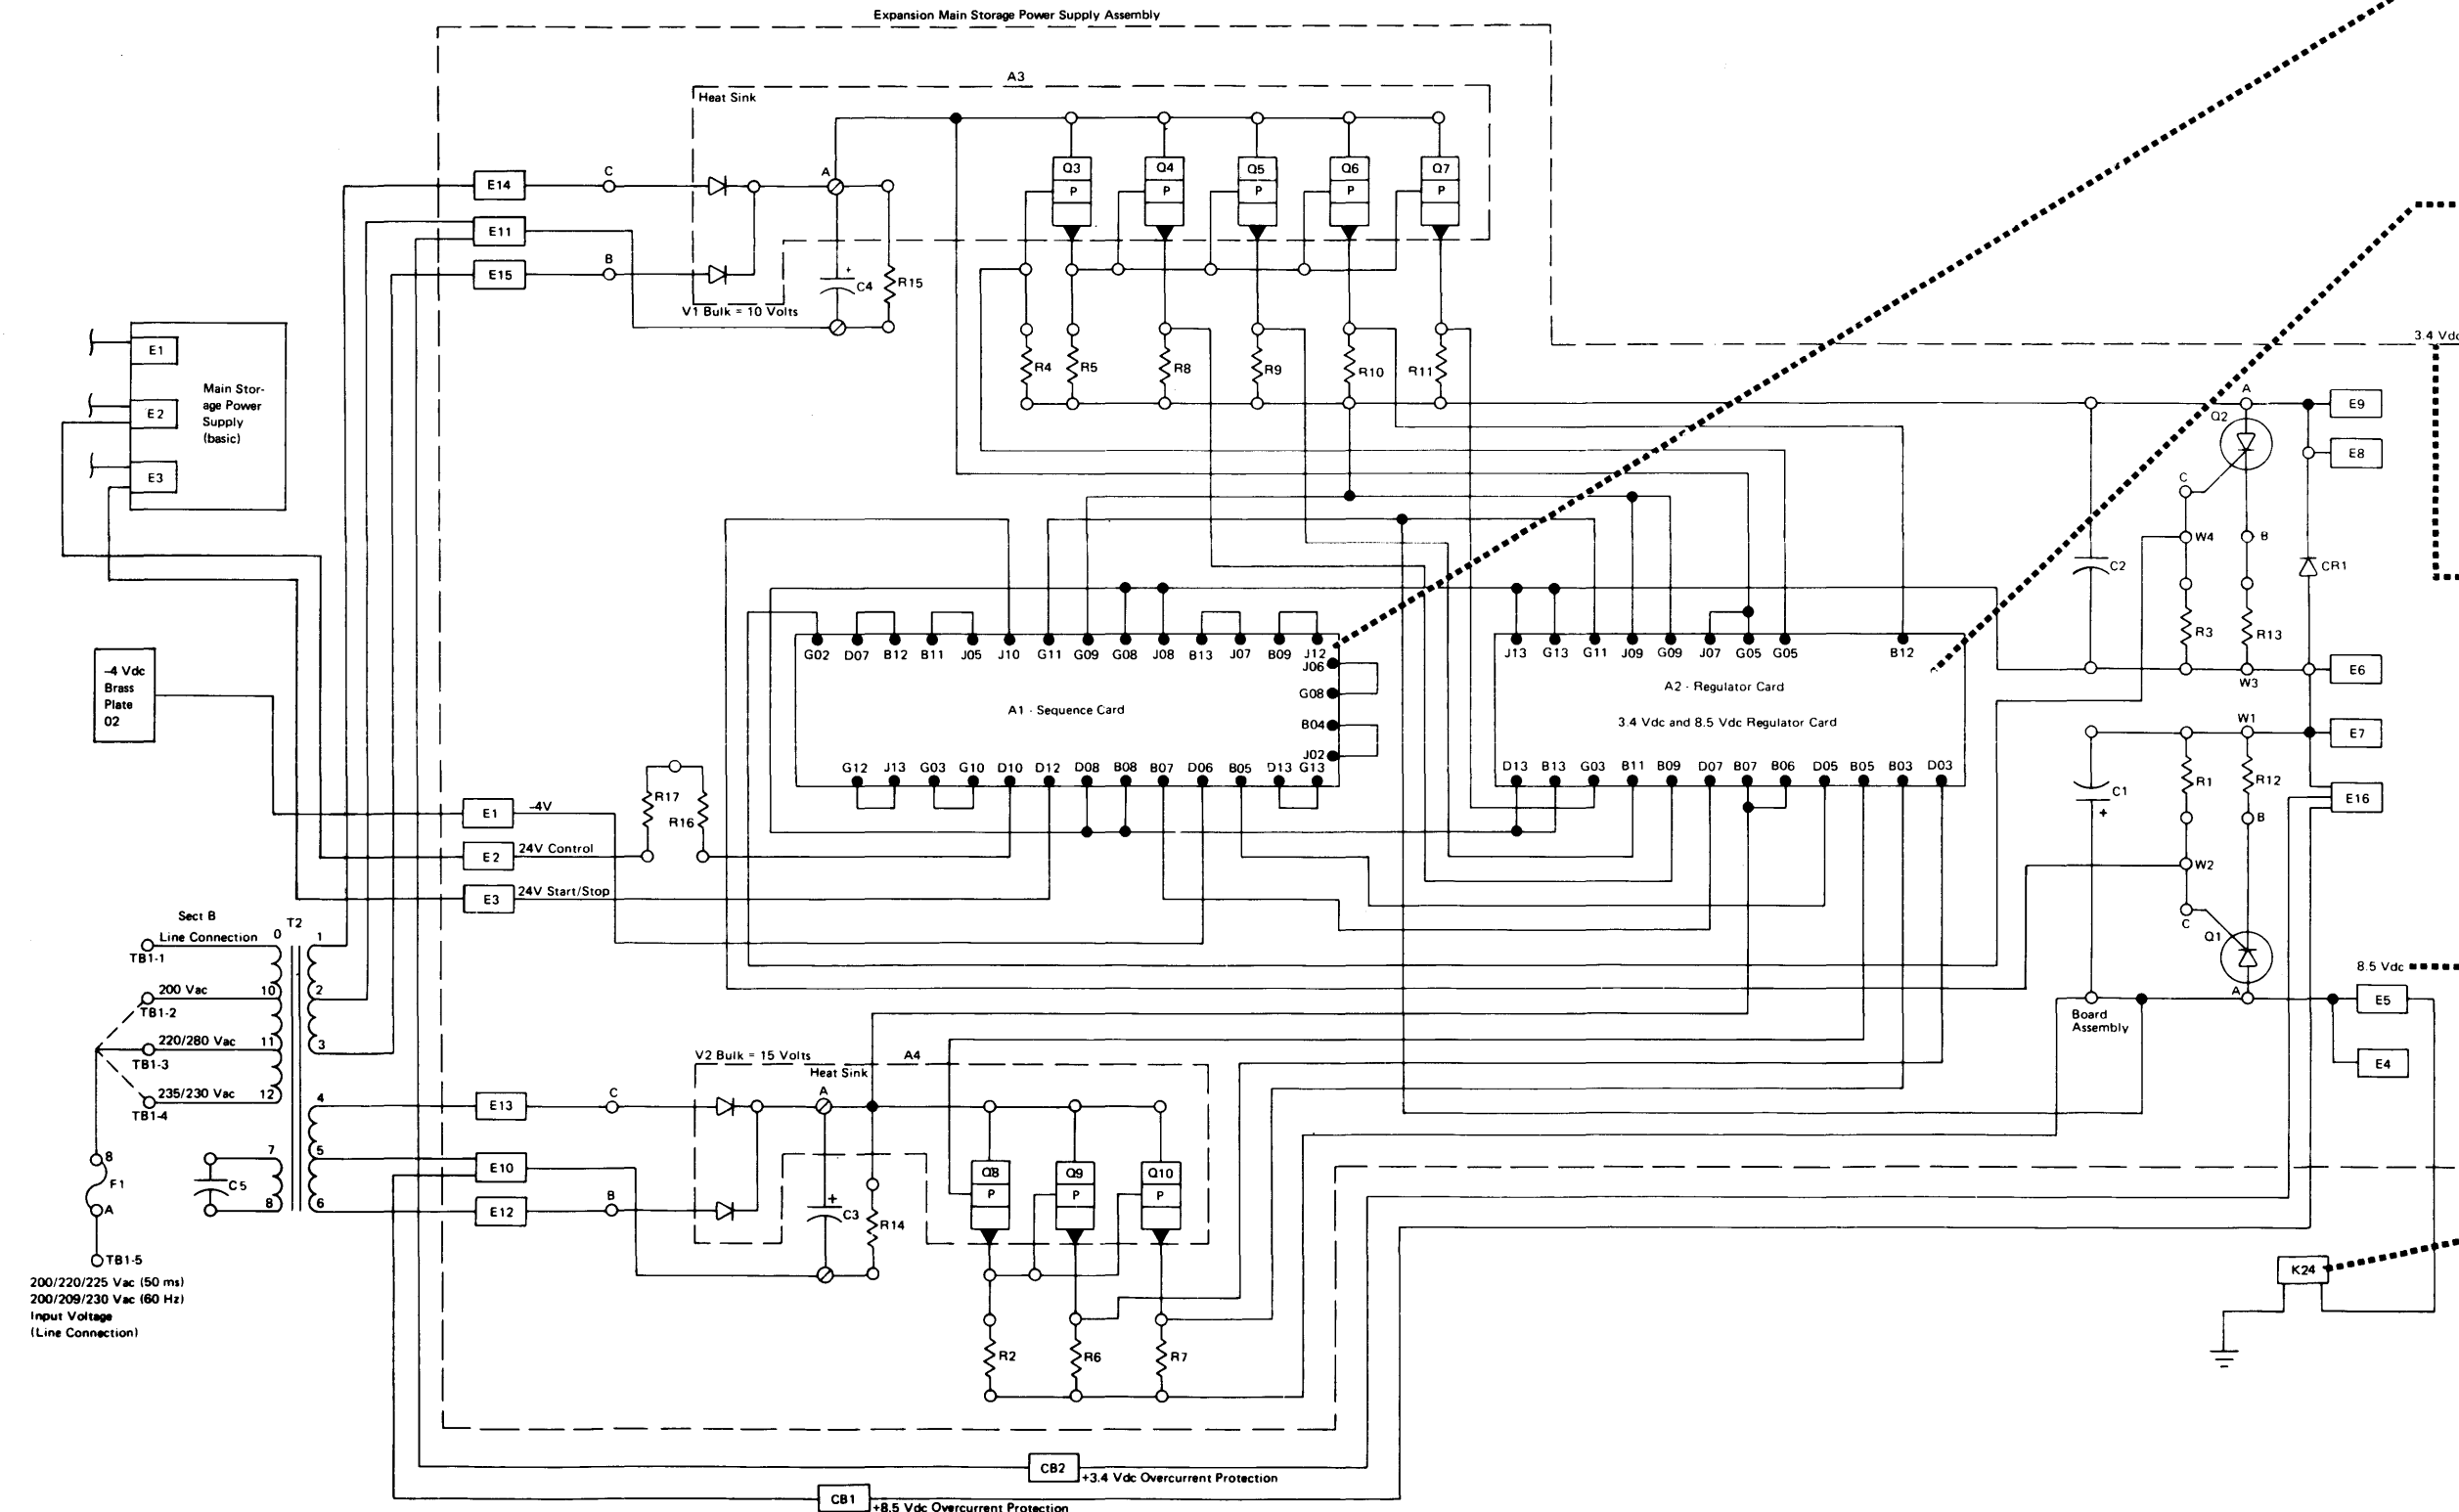 Expansion Main Storage Power Supply Assembly
A3
Heat Sink
Q3
P
Q4
P
Q5
P
Q6
P
Q7
P
E14
C
A
E11
E15
B
C4
+
R15
V1 Bulk = 10 Volts
R4
R5
R8
R9
R10
R11
3.4 Vdc
E1
E2
E3
Main Stor-
age Power
Supply
(basic)
A
Q2
E9
E8
C
W4
B
C2
CR1
R3
R13
W3
E6
-4 Vdc
Brass
Plate
02
G02 D07 B12 B11 J05 J10 G11 G09 G08 J08 B13 J07 B09 J12
J06
G08
B04
J02
A1 - Sequence Card
G12 J13 G03 G10 D10 D12 D08 B08 B07 D06 B05 D13 G13
J13 G13 G11 J09 G09 J07 G05 G05 B12
A2 - Regulator Card
3.4 Vdc and 8.5 Vdc Regulator Card
D13 B13 G03 B11 B09 D07 B07 B06 D05 B05 B03 D03
W1
E7
C1
+
R1
R12
E16
B
W2
C
Q1
A
8.5 Vdc
E5
E4
Board
Assembly
R17
R16
E1
-4V
E2
24V Control
E3
24V Start/Stop
Sect B
Line Connection
TB1-1
T2
0
1
200 Vac
10
2
TB1-2
220/280 Vac
11
3
TB1-3
235/230 Vac
12
TB1-4
4
5
6
7
8
C5
8
F1
A
TB1-5
200/220/225 Vac (50 ms)
200/209/230 Vac (60 Hz)
Input Voltage
(Line Connection)
V2 Bulk = 15 Volts
A4
Heat Sink
E13
C
A
E10
E12
B
+
C3
R14
Q8
P
Q9
P
Q10
P
R2
R6
R7
K24
CB2
+3.4 Vdc Overcurrent Protection
CB1
+8.5 Vdc Overcurrent Protection